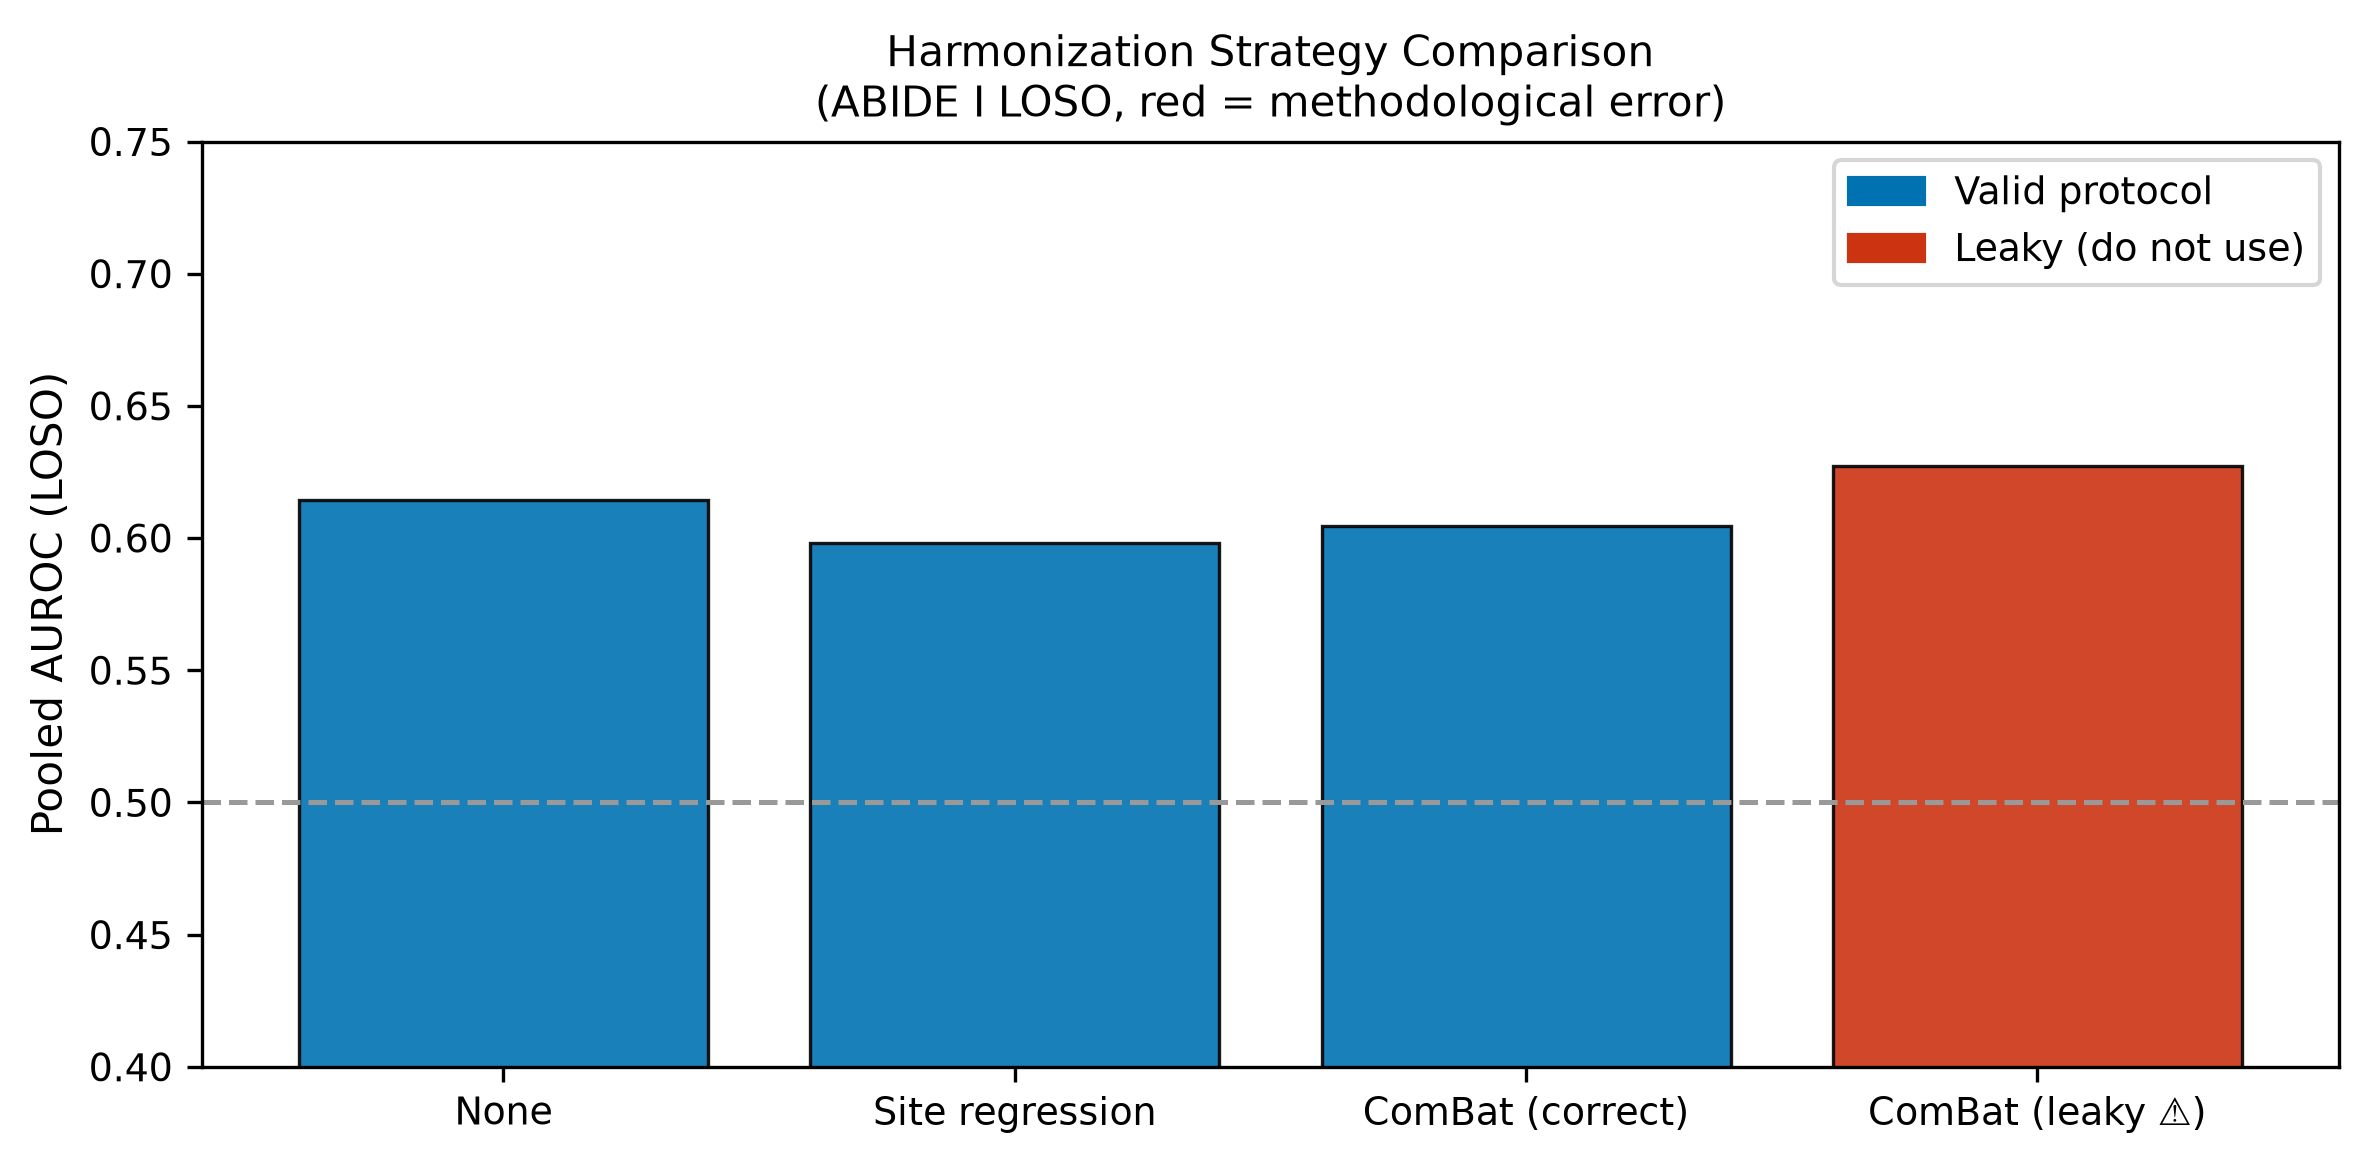 Harmonization Strategy Comparison
(ABIDE I LOSO, red = methodological error)
Pooled AUROC (LOSO)
0.75
0.70
0.65
0.60
0.55
0.50
0.45
0.40
Valid protocol
Leaky (do not use)
None
Site regression
ComBat (correct)
ComBat (leaky ⚠)